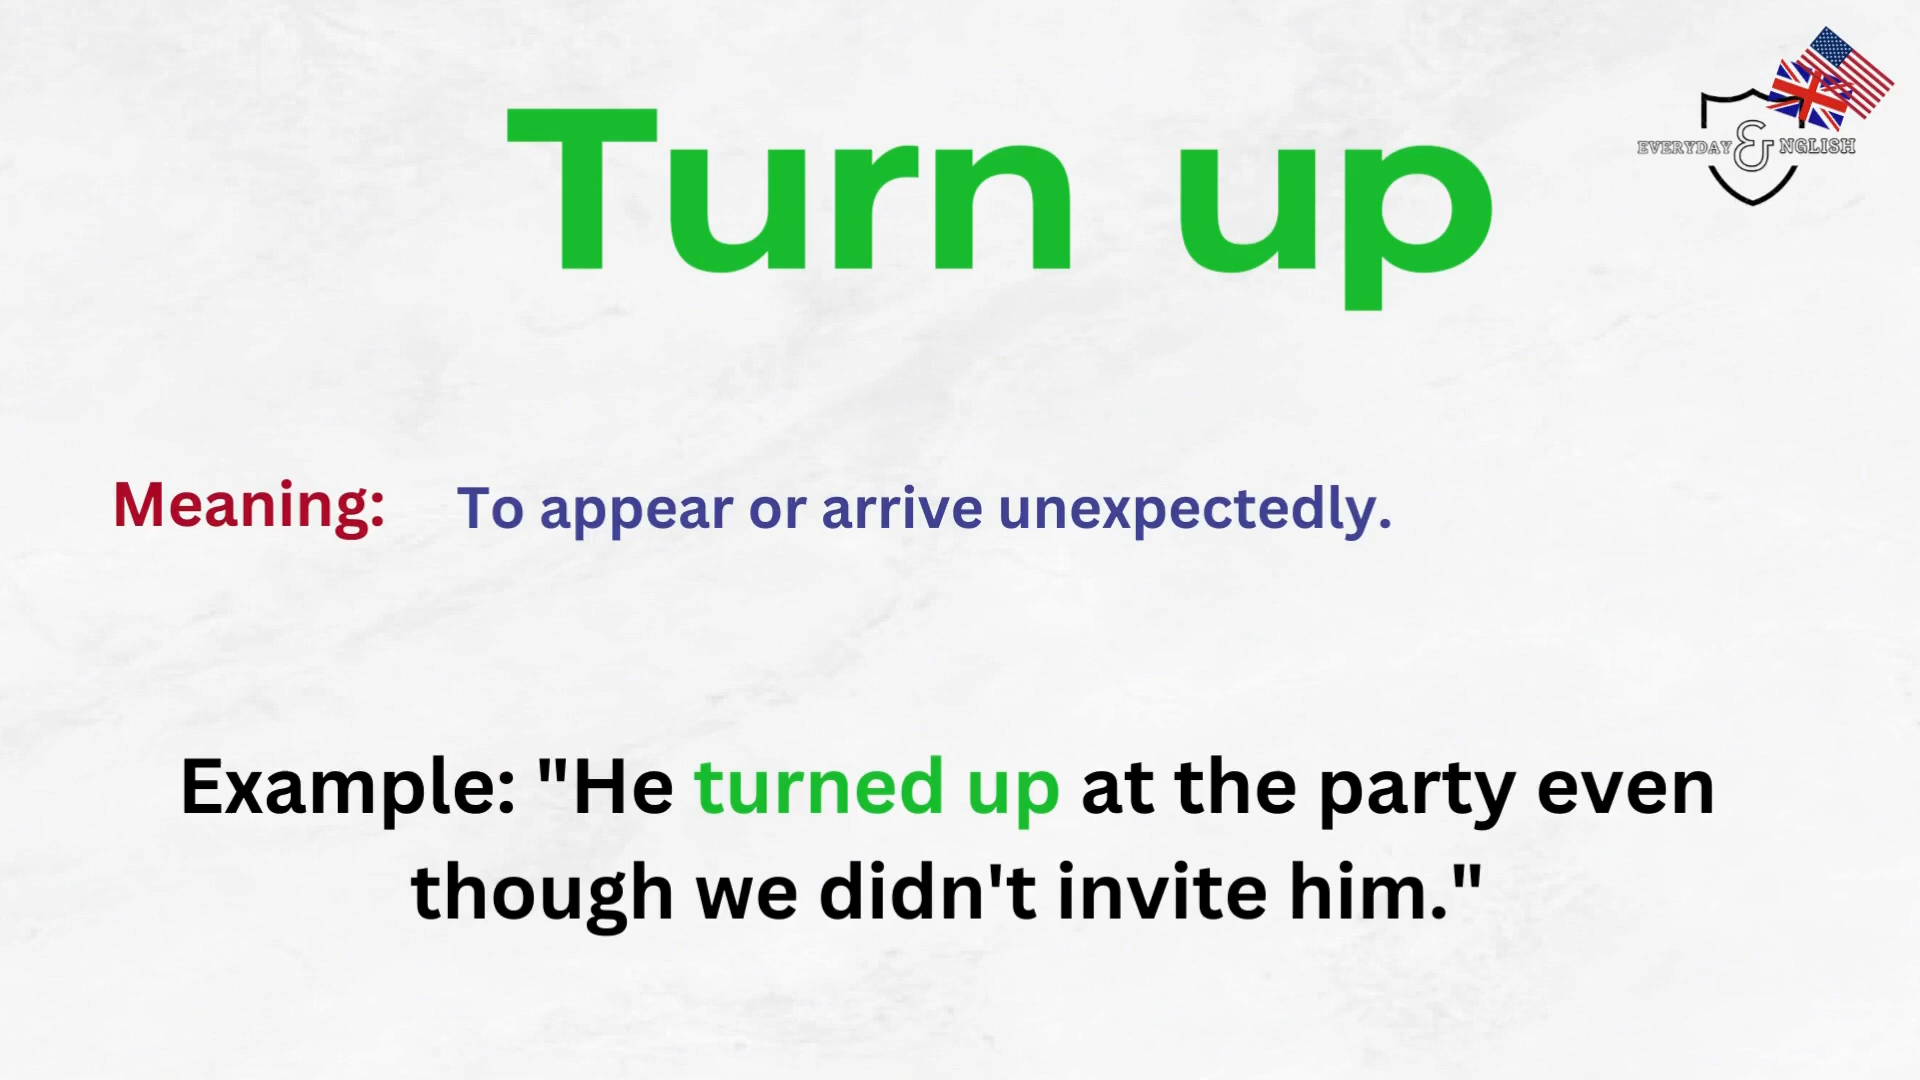 Turn up
EVERYDAY & NGLISH
Meaning: To appear or arrive unexpectedly.
Example: "He turned up at the party even
though we didn't invite him."